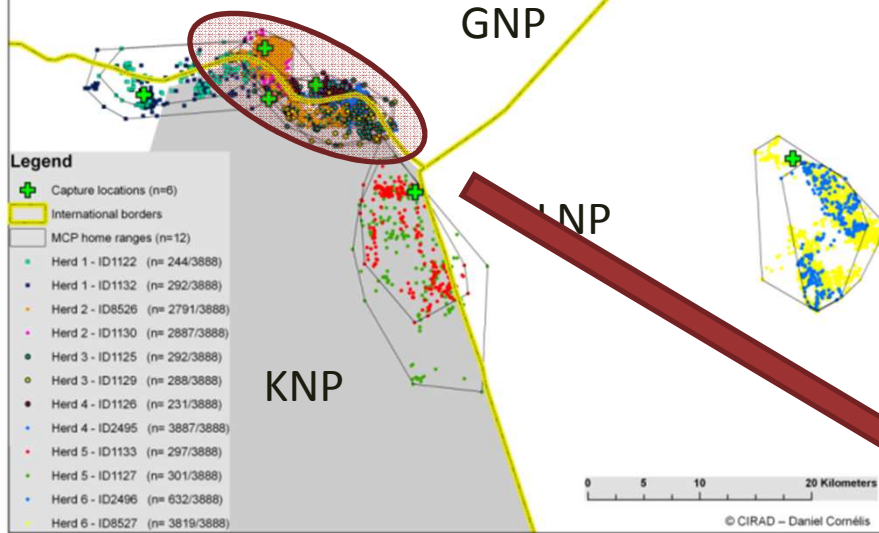 GNP
LNP
KNP
Legend
Capture locations (n=6)
International borders
MCP home ranges (n=12)
Herd 1 - ID1122 (n= 244/3888)
Herd 1 - ID1132 (n= 292/3888)
Herd 2 - ID8526 (n= 2791/3888)
Herd 2 - ID1130 (n= 2887/3888)
Herd 3 - ID1125 (n= 292/3888)
Herd 3 - ID1129 (n= 288/3888)
Herd 4 - ID1126 (n= 231/3888)
Herd 4 - ID2495 (n= 3887/3888)
Herd 5 - ID1133 (n= 297/3888)
Herd 5 - ID1127 (n= 301/3888)
Herd 6 - ID2496 (n= 632/3888)
Herd 6 - ID8527 (n= 3819/3888)
0 5 10 20 Kilometers
© CIRAD – Daniel Cornélis